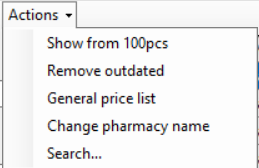 Actions
Show from 100pcs
Remove outdated
General price list
Change pharmacy name
Search...